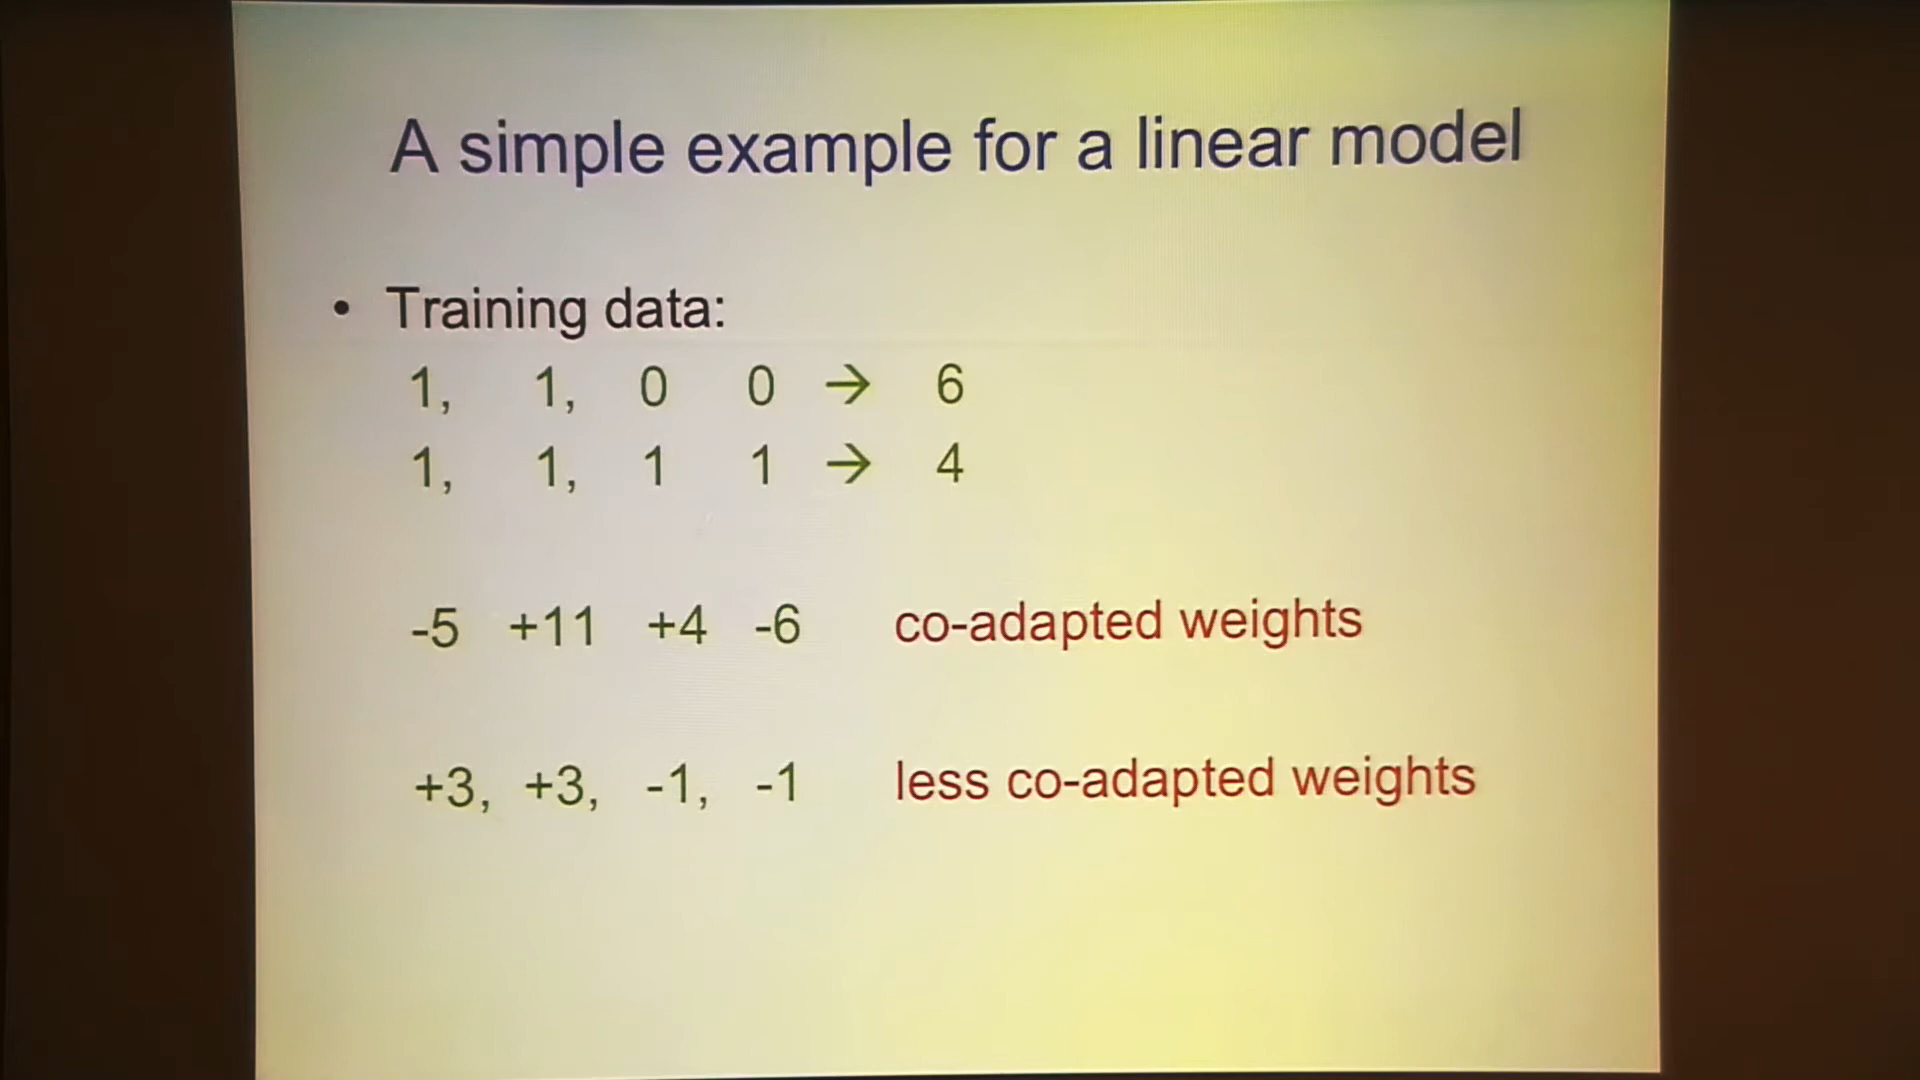 A simple example for a linear model
• Training data:
1, 1, 0 0 → 6
1, 1, 1 1 → 4
-5 +11 +4 -6 co-adapted weights
+3, +3, -1, -1 less co-adapted weights